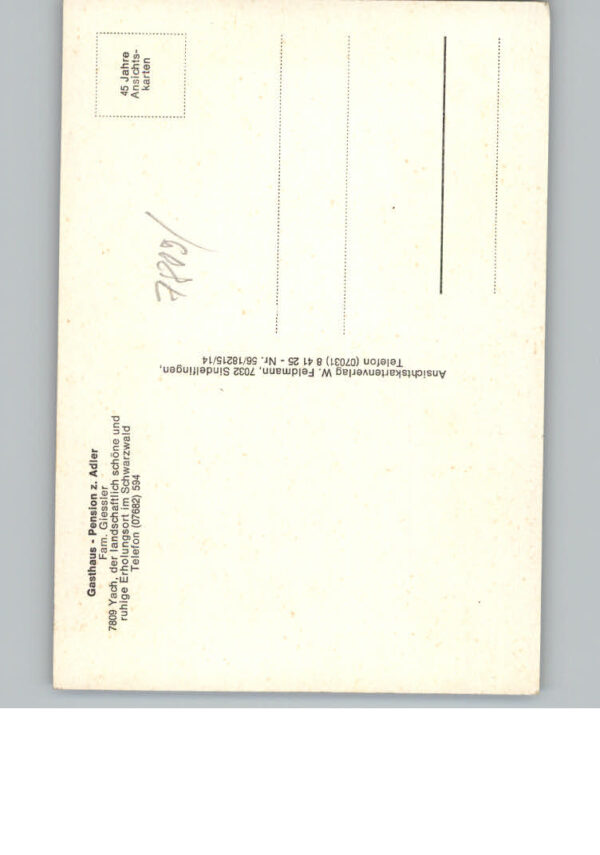 Gasthaus - Pension z. Adler
Fam. Giessler
7809 Yach, der landschaftlich schöne und
ruhige Erholungsort im Schwarzwald
Telefon (07682) 594
Ansichtskartenverlag W. Feldmann, 7032 Sindelfingen,
Telefon (07031) 8 41 25 - Nr. 56/18215/14
45 Jahre
Ansichts-
karten
7809/